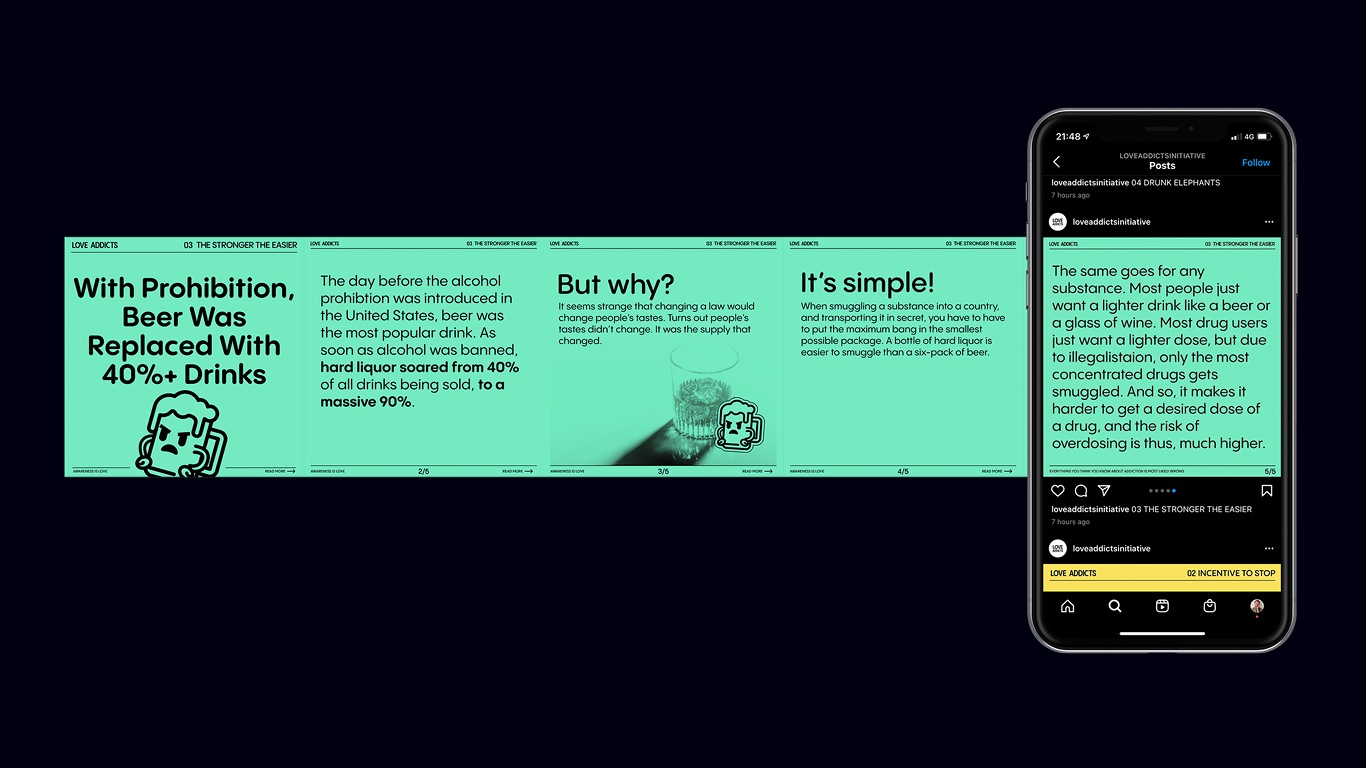 LOVE ADDICTS
03 THE STRONGER THE EASIER
With Prohibition,
Beer Was
Replaced With
40%+ Drinks
AWARENESS IS LOVE
READ MORE
LOVE ADDICTS
03 THE STRONGER THE EASIER
The day before the alcohol
prohibtion was introduced in
the United States, beer was
the most popular drink. As
soon as alcohol was banned,
hard liquor soared from 40%
of all drinks being sold, to a
massive 90%.
AWARENESS IS LOVE
2/5
READ MORE
LOVE ADDICTS
03 THE STRONGER THE EASIER
But why?
It seems strange that changing a law would
change people's tastes. Turns out people's
tastes didn't change. It was the supply that
changed.
AWARENESS IS LOVE
3/5
READ MORE
LOVE ADDICTS
03 THE STRONGER THE EASIER
It's simple!
When smuggling a substance into a country,
and transporting it in secret, you have to have
to put the maximum bang in the smallest
possible package. A bottle of hard liquor is
easier to smuggle than a six-pack of beer.
AWARENESS IS LOVE
4/5
READ MORE
21:48
4G
LOVEADDICTSINITIATIVE
Posts
Follow
loveaddictsinitiative 04 DRUNK ELEPHANTS
7 hours ago
LOVE
ADDICTS
loveaddictsinitiative
LOVE ADDICTS
03 THE STRONGER THE EASIER
The same goes for any
substance. Most people just
want a lighter drink like a beer or
a glass of wine. Most drug users
just want a lighter dose, but due
to illegalistaion, only the most
concentrated drugs gets
smuggled. And so, it makes it
harder to get a desired dose of
a drug, and the risk of
overdosing is thus, much higher.
EVERYTHING YOU THINK YOU KNOW ABOUT ADDICTION IS MOST LIKELY WRONG
5/5
loveaddictsinitiative 03 THE STRONGER THE EASIER
7 hours ago
LOVE
ADDICTS
loveaddictsinitiative
LOVE ADDICTS
02 INCENTIVE TO STOP